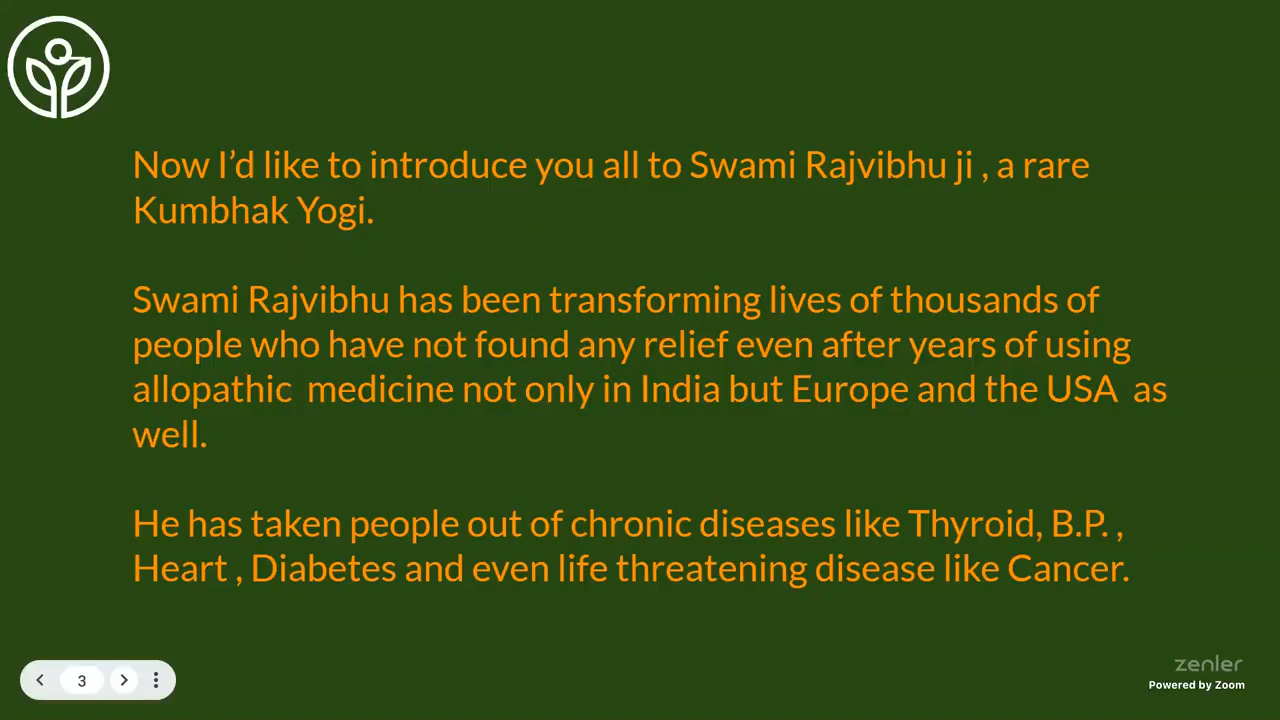 Now I’d like to introduce you all to Swami Rajvibhu ji , a rare
Kumbhak Yogi.
Swami Rajvibhu has been transforming lives of thousands of
people who have not found any relief even after years of using
allopathic  medicine not only in India but Europe and the USA  as
well.
He has taken people out of chronic diseases like Thyroid, B.P. ,
Heart , Diabetes and even life threatening disease like Cancer.
3
zenler
Powered by Zoom